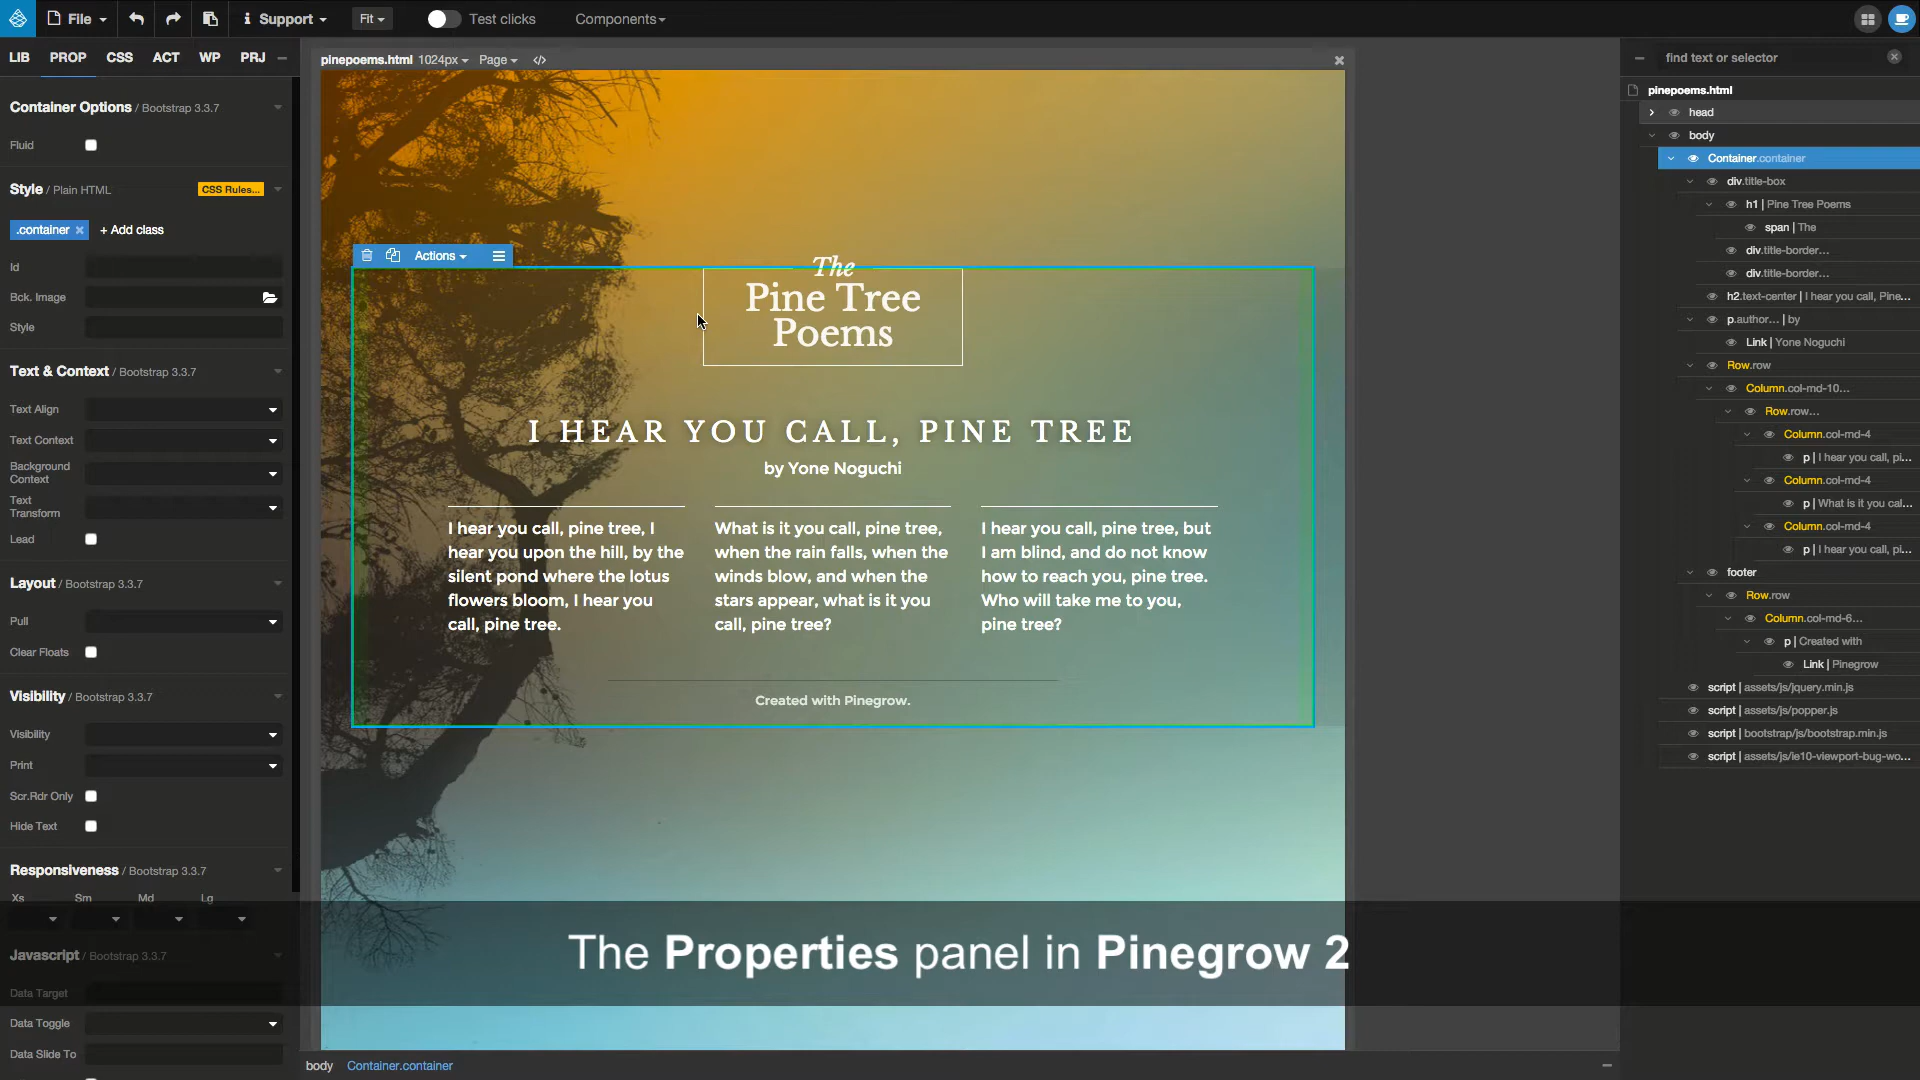 File
Support
Fit
Test clicks
Components
LIB PROP CSS ACT WP PRJ
Container Options / Bootstrap 3.3.7
Fluid
Style / Plain HTML
CSS Rules...
.container × + Add class
Id
Bck. Image
Style
Text & Context / Bootstrap 3.3.7
Text Align
Text Context
Background
Context
Text
Transform
Lead
Layout / Bootstrap 3.3.7
Pull
Clear Floats
Visibility / Bootstrap 3.3.7
Visibility
Print
Scr.Rdr Only
Hide Text
Responsiveness / Bootstrap 3.3.7
Xs Sm Md Lg
Javascript / Bootstrap 3.3.7
Data Target
Data Toggle
Data Slide To
pinepoems.html 1024px Page </>
Actions
The
Pine Tree
Poems
I HEAR YOU CALL, PINE TREE
by Yone Noguchi
I hear you call, pine tree, I
hear you upon the hill, by the
silent pond where the lotus
flowers bloom, I hear you
call, pine tree.
What is it you call, pine tree,
when the rain falls, when the
winds blow, and when the
stars appear, what is it you
call, pine tree?
I hear you call, pine tree, but
I am blind, and do not know
how to reach you, pine tree.
Who will take me to you,
pine tree?
Created with Pinegrow.
The Properties panel in Pinegrow 2
body Container.container
find text or selector
pinepoems.html
head
body
Container.container
div.title-box
h1 | Pine Tree Poems
span | The
div.title-border...
div.title-border...
h2.text-center | I hear you call, Pine...
p.author... | by
Link | Yone Noguchi
Row.row
Column.col-md-10...
Row.row...
Column.col-md-4
p | I hear you call, pi...
Column.col-md-4
p | What is it you cal...
Column.col-md-4
p | I hear you call, pi...
footer
Row.row
Column.col-md-6...
p | Created with
Link | Pinegrow
script | assets/js/jquery.min.js
script | assets/js/popper.js
script | bootstrap/js/bootstrap.min.js
script | assets/js/ie10-viewport-bug-wo...